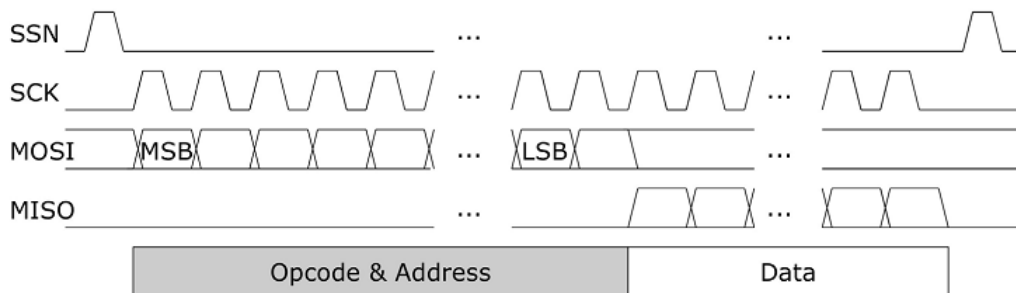 SSN ... ...
SCK ... ...
MOSI MSB ... LSB ...
MISO ... ...
Opcode & Address Data